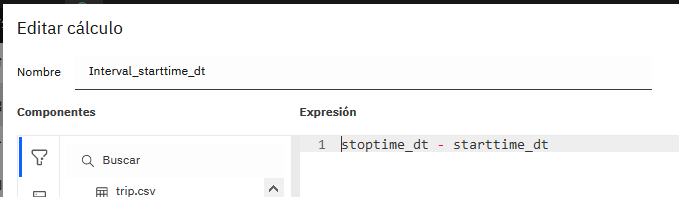 Editar cálculo
Nombre Interval_starttime_dt
Componentes Expresión
1 stoptime_dt - starttime_dt
Buscar
trip.csv